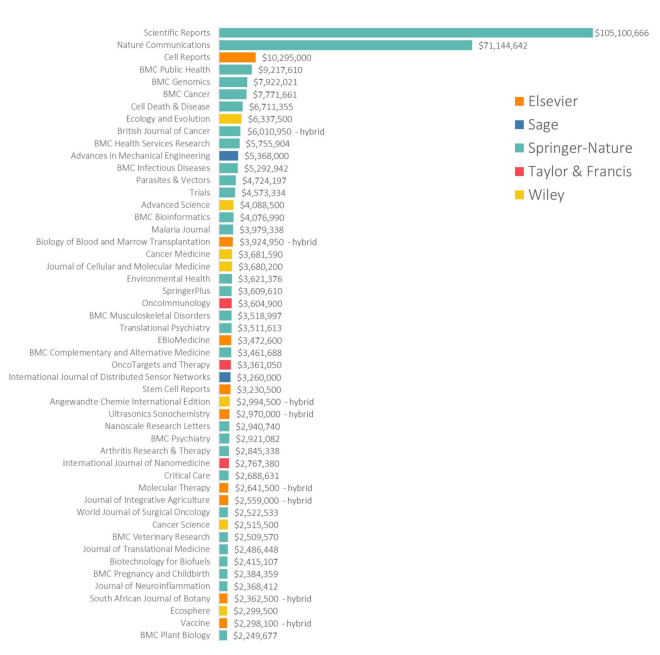 Scientific Reports $105,100,666
Nature Communications $71,144,642
Cell Reports $10,295,000
BMC Public Health $9,217,610
BMC Genomics $7,922,021
BMC Cancer $7,771,661
Cell Death & Disease $6,711,355
Ecology and Evolution $6,337,500
British Journal of Cancer $6,010,950 - hybrid
BMC Health Services Research $5,755,904
Advances in Mechanical Engineering $5,368,000
BMC Infectious Diseases $5,292,942
Parasites & Vectors $4,724,197
Trials $4,573,334
Advanced Science $4,088,500
BMC Bioinformatics $4,076,990
Malaria Journal $3,979,338
Biology of Blood and Marrow Transplantation $3,924,950 - hybrid
Cancer Medicine $3,681,590
Journal of Cellular and Molecular Medicine $3,680,200
Environmental Health $3,621,376
SpringerPlus $3,609,610
OncoImmunology $3,604,900
BMC Musculoskeletal Disorders $3,518,997
Translational Psychiatry $3,511,613
EBioMedicine $3,472,600
BMC Complementary and Alternative Medicine $3,461,688
OncoTargets and Therapy $3,361,050
International Journal of Distributed Sensor Networks $3,260,000
Stem Cell Reports $3,230,500
Angewandte Chemie International Edition $2,994,500 - hybrid
Ultrasonics Sonochemistry $2,970,000 - hybrid
Nanoscale Research Letters $2,940,740
BMC Psychiatry $2,921,082
Arthritis Research & Therapy $2,845,338
International Journal of Nanomedicine $2,767,380
Critical Care $2,688,631
Molecular Therapy $2,641,500 - hybrid
Journal of Integrative Agriculture $2,559,000 - hybrid
World Journal of Surgical Oncology $2,522,533
Cancer Science $2,515,500
BMC Veterinary Research $2,509,570
Journal of Translational Medicine $2,486,448
Biotechnology for Biofuels $2,415,107
BMC Pregnancy and Childbirth $2,384,359
Journal of Neuroinflammation $2,368,412
South African Journal of Botany $2,362,500 - hybrid
Ecosphere $2,299,500
Vaccine $2,298,100 - hybrid
BMC Plant Biology $2,249,677
Elsevier
Sage
Springer-Nature
Taylor & Francis
Wiley